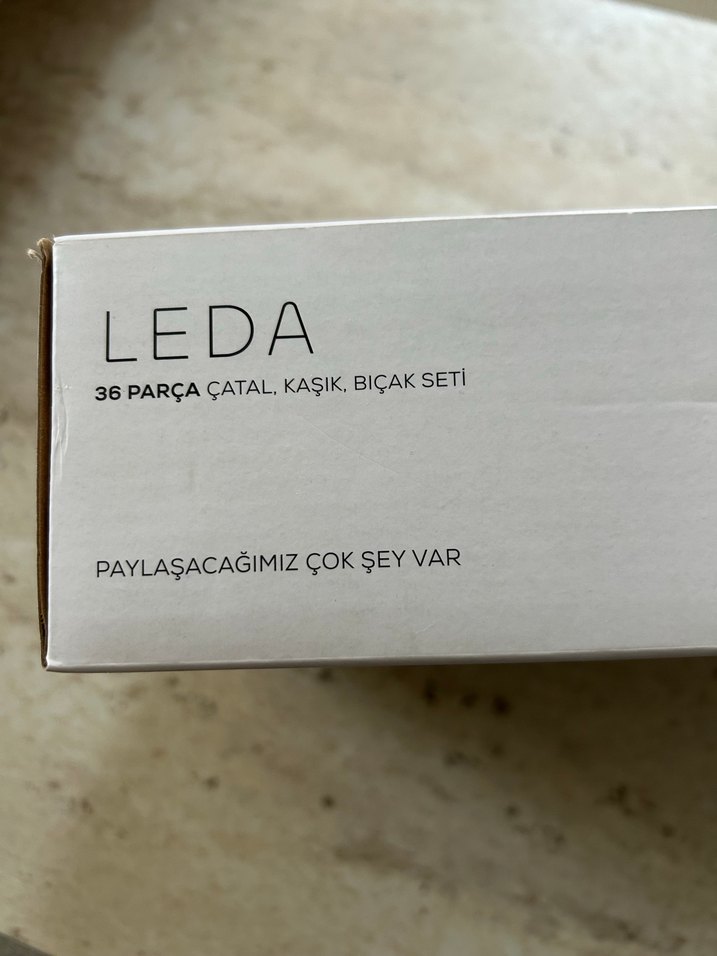 LEDA
36 PARÇA ÇATAL, KAŞIK, BIÇAK SETİ
PAYLAŞACAĞIMIZ ÇOK ŞEY VAR